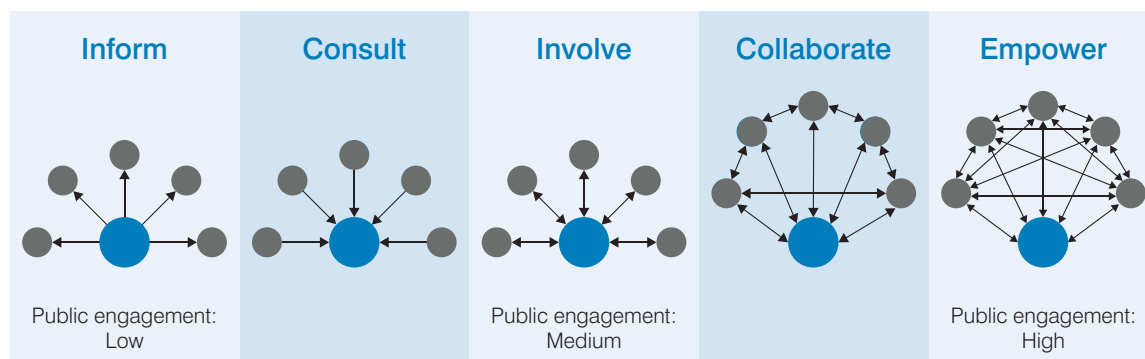 Inform
Consult
Involve
Collaborate
Empower
Public engagement:
Low
Public engagement:
Medium
Public engagement:
High